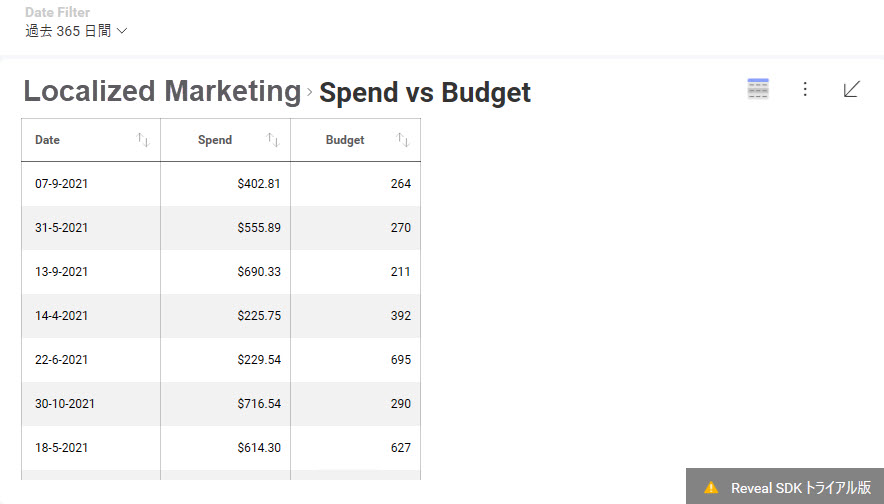 Date Filter
過去 365 日間
Localized Marketing › Spend vs Budget
Date Spend Budget
07-9-2021 $402.81 264
31-5-2021 $555.89 270
13-9-2021 $690.33 211
14-4-2021 $225.75 392
22-6-2021 $229.54 695
30-10-2021 $716.54 290
18-5-2021 $614.30 627
Reveal SDK トライアル版